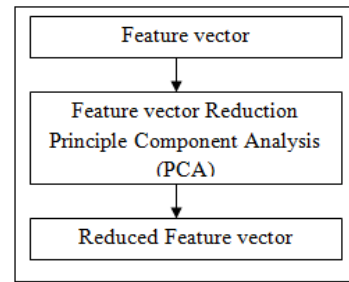 Feature vector
Feature vector Reduction
Principle Component Analysis
(PCA)
Reduced Feature vector